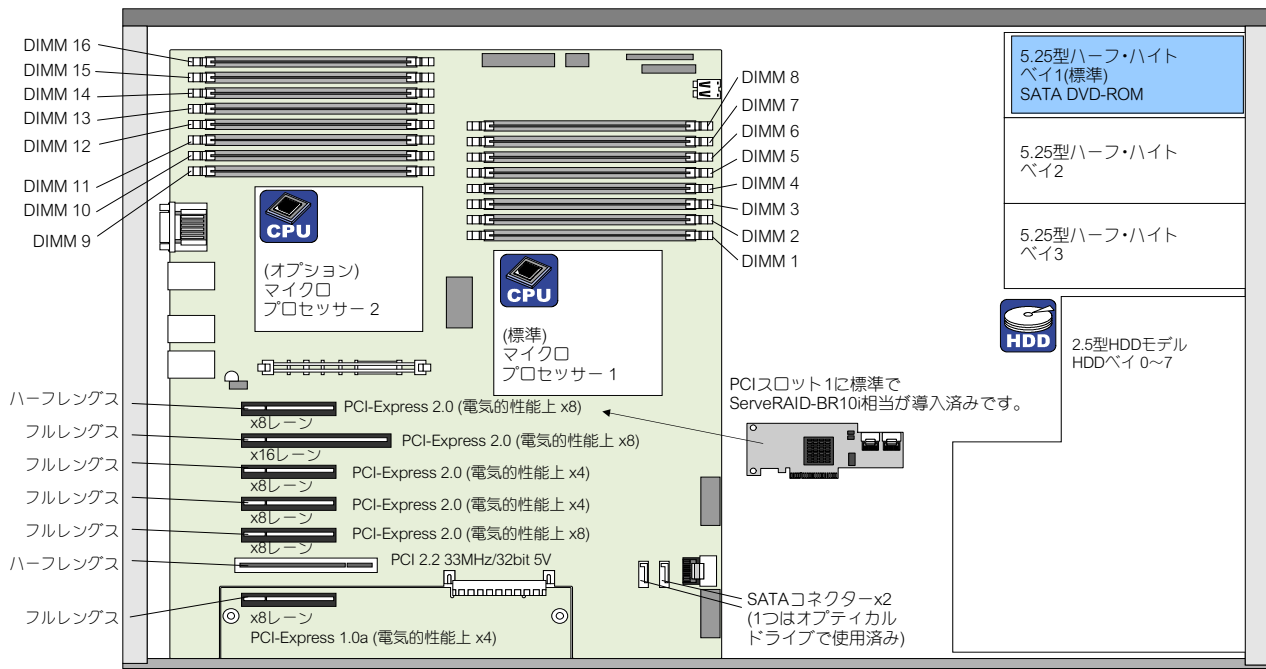 DIMM 16
DIMM 15
DIMM 14
DIMM 13
DIMM 12
DIMM 11
DIMM 10
DIMM 9
DIMM 8
DIMM 7
DIMM 6
DIMM 5
DIMM 4
DIMM 3
DIMM 2
DIMM 1
CPU
(オプション)
マイクロ
プロセッサー 2
CPU
(標準)
マイクロ
プロセッサー 1
5.25型ハーフ・ハイト
ベイ1(標準)
SATA DVD-ROM
5.25型ハーフ・ハイト
ベイ2
5.25型ハーフ・ハイト
ベイ3
HDD
2.5型HDDモデル
HDDベイ 0〜7
PCIスロット1に標準で
ServeRAID-BR10i相当が導入済みです。
ハーフレングス
PCI-Express 2.0 (電気的性能上 x8)
x8レーン
フルレングス
PCI-Express 2.0 (電気的性能上 x8)
x16レーン
フルレングス
PCI-Express 2.0 (電気的性能上 x4)
x8レーン
フルレングス
PCI-Express 2.0 (電気的性能上 x4)
x8レーン
フルレングス
PCI-Express 2.0 (電気的性能上 x8)
x8レーン
ハーフレングス
PCI 2.2 33MHz/32bit 5V
フルレングス
x8レーン
PCI-Express 1.0a (電気的性能上 x4)
SATAコネクターx2
(1つはオプティカル
ドライブで使用済み)